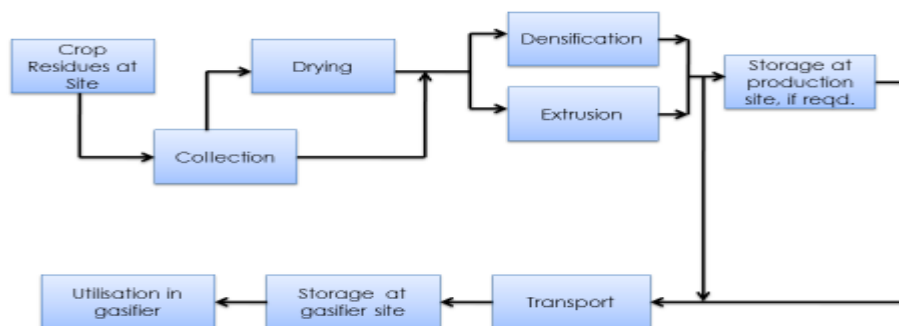 Crop
Residues at
Site
Drying
Collection
Densification
Extrusion
Storage at
production
site, if reqd.
Transport
Storage at
gasifier site
Utilisation in
gasifier